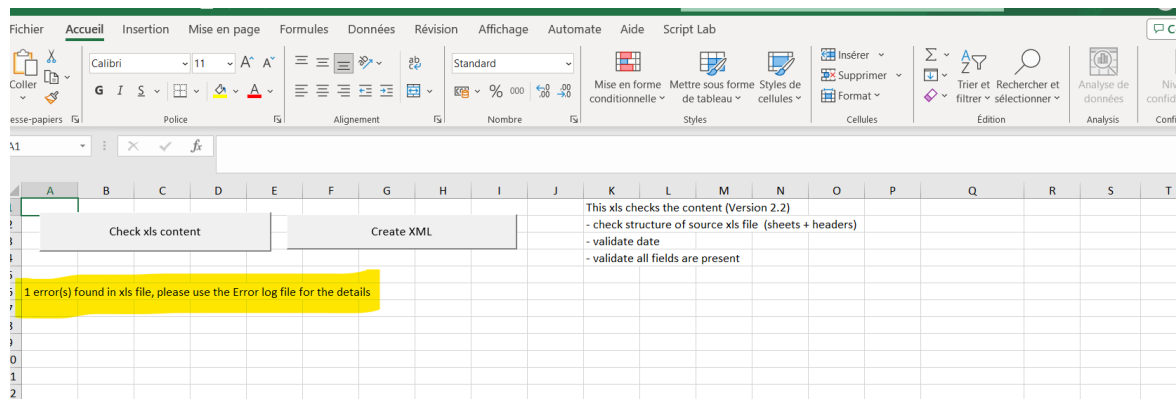 Fichier Accueil Insertion Mise en page Formules Données Révision Affichage Automate Aide Script Lab
Coller
Calibri 11 A^ A˅
G I S A
ab
Standard
% 000
,00 ,00
Mise en forme conditionnelle
Mettre sous forme de tableau
Styles de cellules
Insérer
Supprimer
Format
Trier et filtrer
Rechercher et sélectionner
Analyse de données
Police Alignement Nombre Styles Cellules Édition Analysis
A1 fx
A B C D E F G H I J K L M N O P Q R S T
This xls checks the content (Version 2.2)
Check xls content Create XML - check structure of source xls file (sheets + headers)
- validate date
- validate all fields are present
1 error(s) found in xls file, please use the Error log file for the details